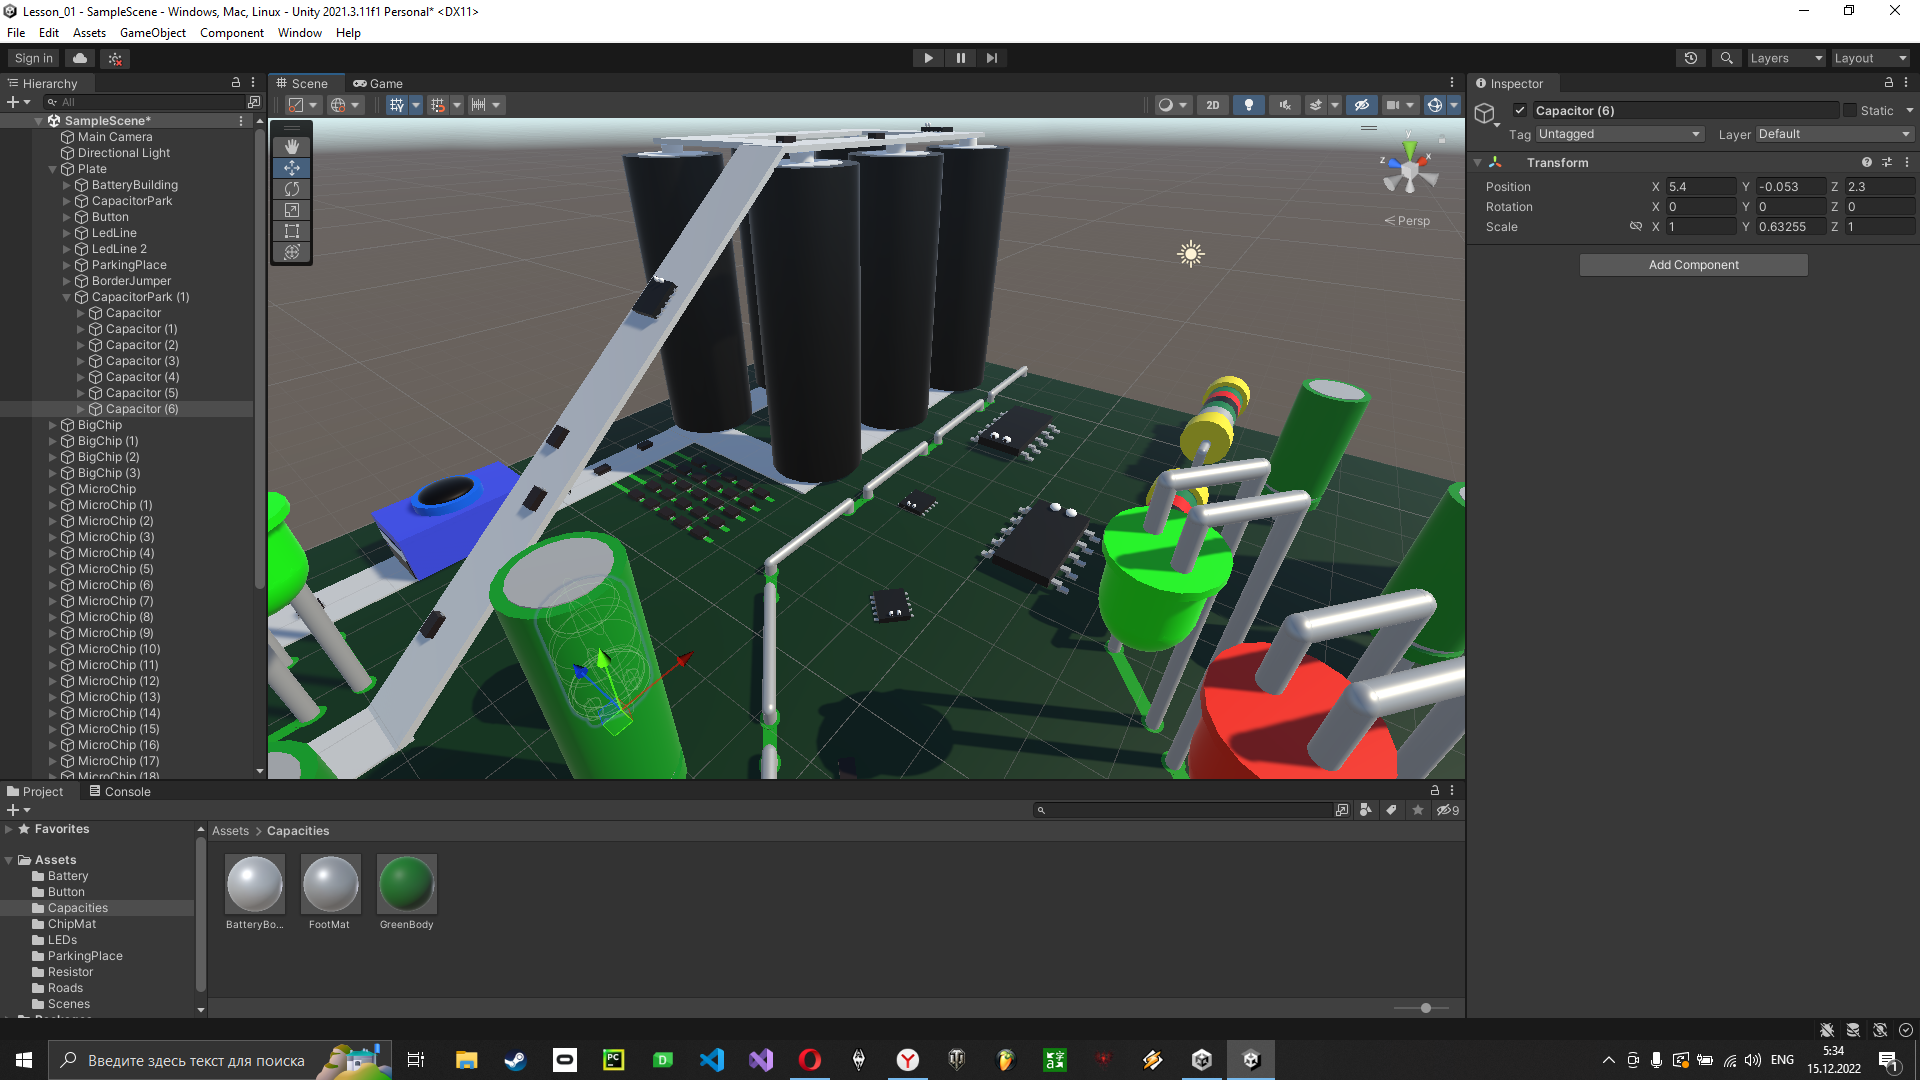 Lesson_01 - SampleScene - Windows, Mac, Linux - Unity 2021.3.11f1 Personal* <DX11>
File Edit Assets GameObject Component Window Help
Sign in
Layers
Layout
Hierarchy
All
SampleScene*
Main Camera
Directional Light
Plate
BatteryBuilding
CapacitorPark
Button
LedLine
LedLine 2
ParkingPlace
BorderJumper
CapacitorPark (1)
Capacitor
Capacitor (1)
Capacitor (2)
Capacitor (3)
Capacitor (4)
Capacitor (5)
Capacitor (6)
BigChip
BigChip (1)
BigChip (2)
BigChip (3)
MicroChip
MicroChip (1)
MicroChip (2)
MicroChip (3)
MicroChip (4)
MicroChip (5)
MicroChip (6)
MicroChip (7)
MicroChip (8)
MicroChip (9)
MicroChip (10)
MicroChip (11)
MicroChip (12)
MicroChip (13)
MicroChip (14)
MicroChip (15)
MicroChip (16)
MicroChip (17)
MicroChip (18)
Scene
Game
2D
y
x
z
Persp
Inspector
Capacitor (6)
Static
Tag Untagged
Layer Default
Transform
Position X 5.4 Y -0.053 Z 2.3
Rotation X 0 Y 0 Z 0
Scale X 1 Y 0.63255 Z 1
Add Component
Project
Console
9
Favorites
Assets
Battery
Button
Capacities
ChipMat
LEDs
ParkingPlace
Resistor
Roads
Scenes
Assets > Capacities
BatteryBo...
FootMat
GreenBody
Введите здесь текст для поиска
PC
D
Y
ENG
5:34
15.12.2022
1